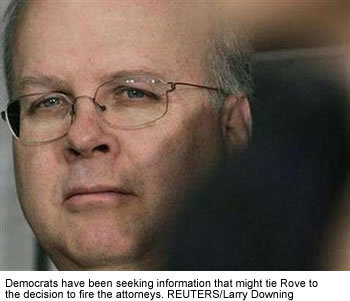 Democrats have been seeking information that might tie Rove to
the decision to fire the attorneys. REUTERS/Larry Downing